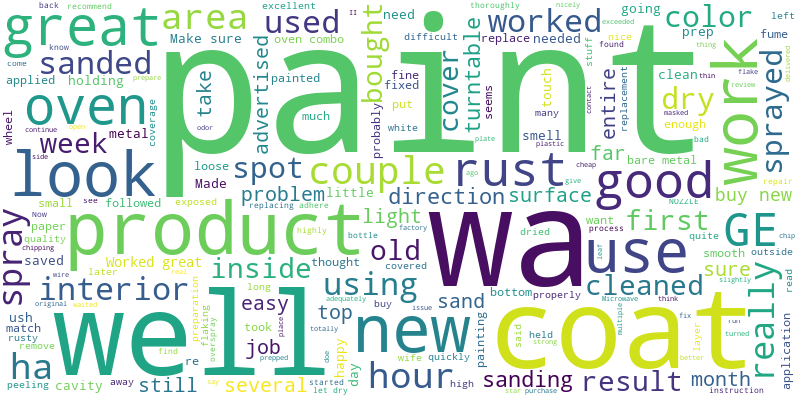 back recommend
excellent
thoroughly
nicely
great
area
used
paint
bought
worked
need
going
color
left
know
Make sure
oven combo
difficult
II
exceeded
replace
needed
nice
stuff
prep
fume
come
sanded
advertised
cover
turntable
found
thing
applied
holding
prepare
take
painted
fine
fixed
seems
touch
entire
replacement
clean
thin
flake
delivered
oven
coverage
much
put
many
dry
review
work
sprayed
wheel
metal
probably
white
contact
masked
enough
continue
open
odor
smell
plastic
bad
week
look
side
loose
spot
couple
plate
rust
cheap
far
bare metal
repair
Made
ago
give
good
small
followed
exposed
problem
little
direction
surface
buy new
spray
Now
see
replacing
adhere
product
light
wa
NOZZLE
paper
highly
bottle
old
want
first
GE
chipping
quality
factory
process
quite
smooth
outside
chip
saved
Worked great
inside
thought
covered
dried
use
leaf
sure
really
wire
later
long
using
bottom
properly
cleaned
slightly
read
interior
original
waited
real
well
preparation
flaking
overspray
easy
adequately
sand
new
coat
top
buy
issue
painting
Microwave
think
ush
match
took
place
job
totally
said
held
multiple
fix
run
application
rusty
wife
quickly
strong
layer
turned
remove
find
re
prepped
doe
happy
day
better
ha
peeling
cavity
away
still
several
started
let dry
hour
high
sanding
result
month
instruction
purchase